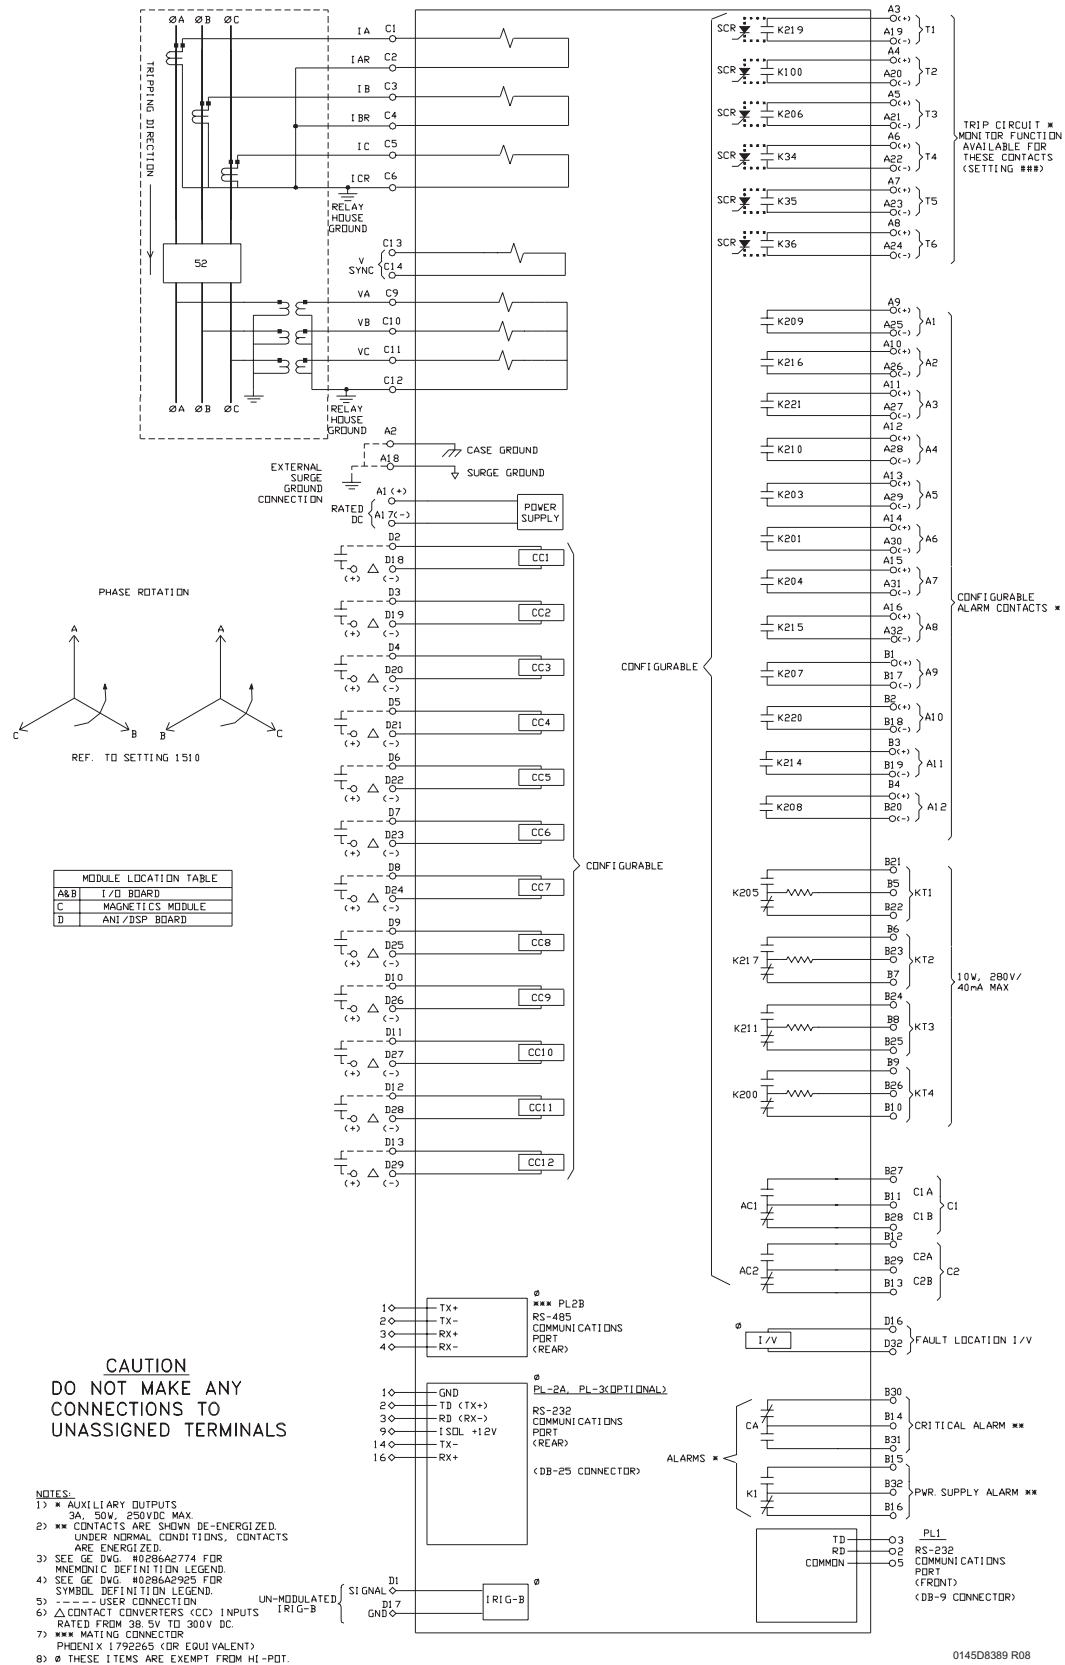 ØA ØB ØC
TRIPPING DIRECTION
52
ØA ØB ØC
IA C1
IAR C2
IB C3
IBR C4
IC C5
ICR C6
RELAY
HOUSE
GROUND
C13
V
SYNC
C14
VA C9
VB C10
VC C11
C12
RELAY
HOUSE
GROUND
A2
CASE GROUND
A18
SURGE GROUND
EXTERNAL
SURGE
GROUND
CONNECTION
RATED
DC
A1 (+)
A17(-)
POWER
SUPPLY
D2
D18
(+) △ (-)
CC1
D3
D19
(+) △ (-)
CC2
D4
D20
(+) △ (-)
CC3
D5
D21
(+) △ (-)
CC4
D6
D22
(+) △ (-)
CC5
D7
D23
(+) △ (-)
CC6
D8
D24
(+) △ (-)
CC7
D9
D25
(+) △ (-)
CC8
D10
D26
(+) △ (-)
CC9
D11
D27
(+) △ (-)
CC10
D12
D28
(+) △ (-)
CC11
D13
D29
(+) △ (-)
CC12
CONFIGURABLE
PHASE ROTATION
A
C
B
A
B
C
REF. TO SETTING 1510
MODULE LOCATION TABLE
A&B I/O BOARD
C MAGNETICS MODULE
D ANI/DSP BOARD
CONFIGURABLE
SCR K219 A3 (+) A19 (-) T1
SCR K100 A4 (+) A20 (-) T2
SCR K206 A5 (+) A21 (-) T3
SCR K34 A6 (+) A22 (-) T4
SCR K35 A7 (+) A23 (-) T5
SCR K36 A8 (+) A24 (-) T6
TRIP CIRCUIT *
MONITOR FUNCTION
AVAILABLE FOR
THESE CONTACTS
(SETTING ###)
K209 A9 (+) A25 (-) A1
K216 A10 (+) A26 (-) A2
K221 A11 (+) A27 (-) A3
K210 A12 (+) A28 (-) A4
K203 A13 (+) A29 (-) A5
K201 A14 (+) A30 (-) A6
K204 A15 (+) A31 (-) A7
K215 A16 (+) A32 (-) A8
K207 B1 (+) B17 (-) A9
K220 B2 (+) B18 (-) A10
K214 B3 (+) B19 (-) A11
K208 B4 (+) B20 (-) A12
CONFIGURABLE
ALARM CONTACTS *
K205 B21 B5 B22 KT1
K217 B6 B23 B7 KT2
K211 B24 B8 B25 KT3
K200 B9 B26 B10 KT4
10W, 280V/
40mA MAX
AC1 B27 B11 B28 C1A C1B C1
AC2 B12 B29 B13 C2A C2B C2
Ø
I/V
D16
D32
FAULT LOCATION I/V
ALARMS *
CA B30 B14 B31 CRITICAL ALARM **
K1 B15 B32 B16 PWR. SUPPLY ALARM **
TD 3
RD 2
COMMON 5
PL1
RS-232
COMMUNICATIONS
PORT
(FRONT)
(DB-9 CONNECTOR)
1 TX+
2 TX-
3 RX+
4 RX-
Ø
*** PL2B
RS-485
COMMUNICATIONS
PORT
(REAR)
1 GND
2 TD (TX+)
3 RD (RX-)
9 ISOL +12V
14 TX-
16 RX+
Ø
PL-2A, PL-3(OPTIONAL)
RS-232
COMMUNICATIONS
PORT
(REAR)
(DB-25 CONNECTOR)
UN-MODULATED
IRIG-B
D1
SIGNAL
D17
GND
IRIG-B
Ø
CAUTION
DO NOT MAKE ANY
CONNECTIONS TO
UNASSIGNED TERMINALS
NOTES:
1) * AUXILIARY OUTPUTS
3A, 50W, 250VDC MAX.
2) ** CONTACTS ARE SHOWN DE-ENERGIZED.
UNDER NORMAL CONDITIONS, CONTACTS
ARE ENERGIZED.
3) SEE GE DWG. #0286A2774 FOR
MNEMONIC DEFINITION LEGEND.
4) SEE GE DWG. #0286A2925 FOR
SYMBOL DEFINITION LEGEND.
5) ------ USER CONNECTION
6) △CONTACT CONVERTERS (CC) INPUTS
RATED FROM 38.5V TO 300V DC.
7) *** MATING CONNECTOR
PHOENIX 1792265 (OR EQUIVALENT)
8) Ø THESE ITEMS ARE EXEMPT FROM HI-POT.
0145D8389 R08